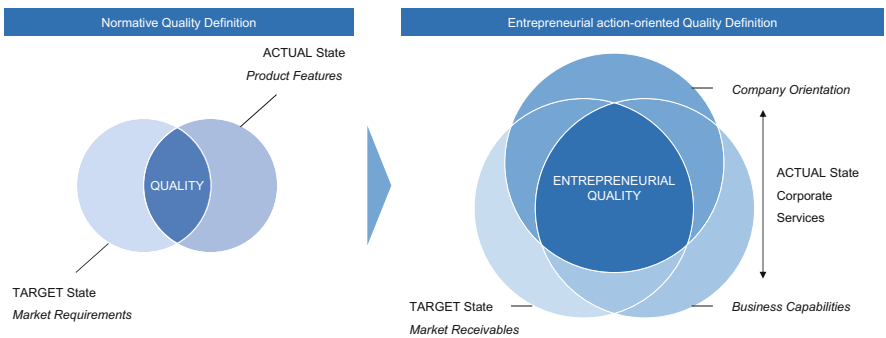 Normative Quality Definition
ACTUAL State
Product Features
QUALITY
TARGET State
Market Requirements
Entrepreneurial action-oriented Quality Definition
Company Orientation
ENTREPRENEURIAL
QUALITY
ACTUAL State
Corporate
Services
TARGET State
Market Receivables
Business Capabilities